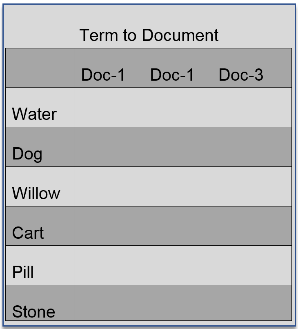 Term to Document
Doc-1 Doc-1 Doc-3
Water
Dog
Willow
Cart
Pill
Stone